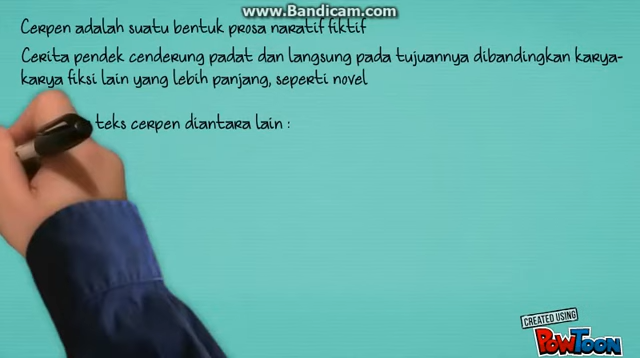 www.Bandicam.com
Cerpen adalah suatu bentuk prosa naratif fiktif
Cerita pendek cenderung padat dan langsung pada tujuannya dibandingkan karya-
karya fiksi lain yang lebih panjang, seperti novel
teks cerpen diantara lain :
CREATED USING
POWTOON